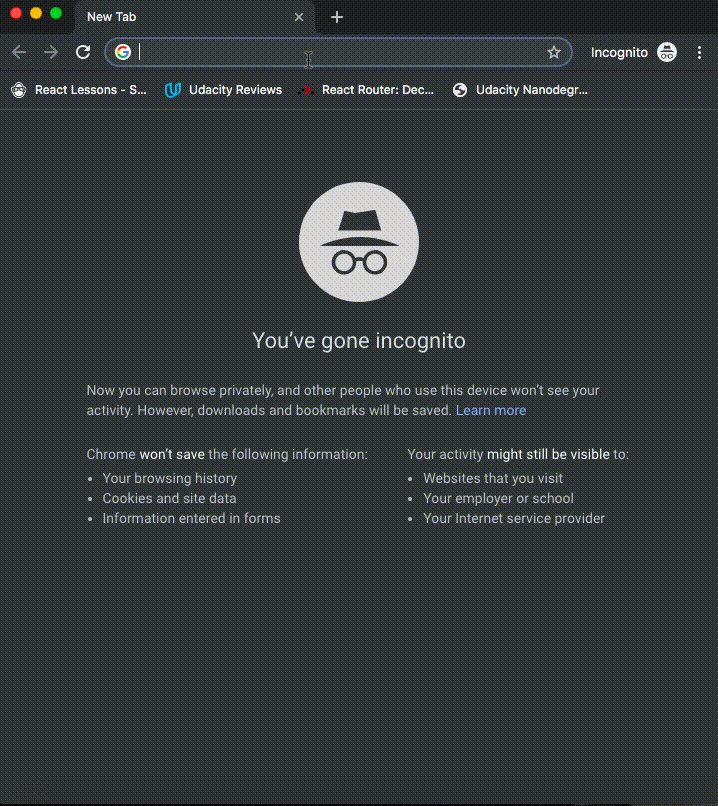 New Tab
Incognito
React Lessons - S...
Udacity Reviews
React Router: Dec...
Udacity Nanodegr...
You’ve gone incognito
Now you can browse privately, and other people who use this device won’t see your
activity. However, downloads and bookmarks will be saved. Learn more
Chrome won’t save the following information:
Your browsing history
Cookies and site data
Information entered in forms
Your activity might still be visible to:
Websites that you visit
Your employer or school
Your Internet service provider